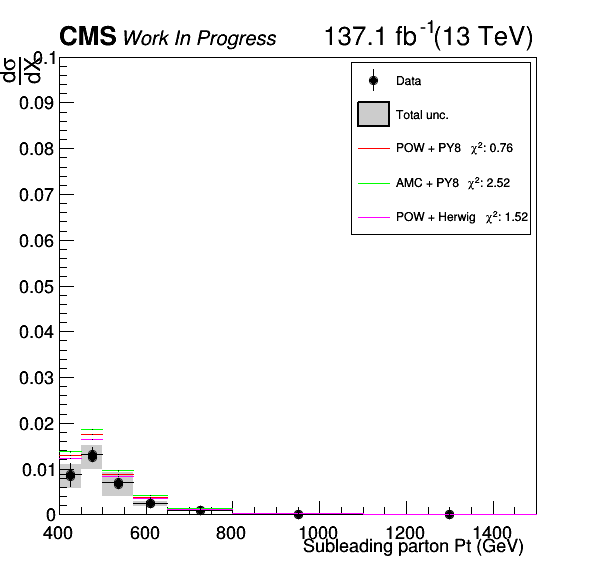 CMS Work In Progress 137.1 fb⁻¹(13 TeV)
dσ
dX
0.1
0.09
0.08
0.07
0.06
0.05
0.04
0.03
0.02
0.01
0
Data
Total unc.
POW + PY8 χ²: 0.76
AMC + PY8 χ²: 2.52
POW + Herwig χ²: 1.52
400 600 800 1000 1200 1400
Subleading parton Pt (GeV)